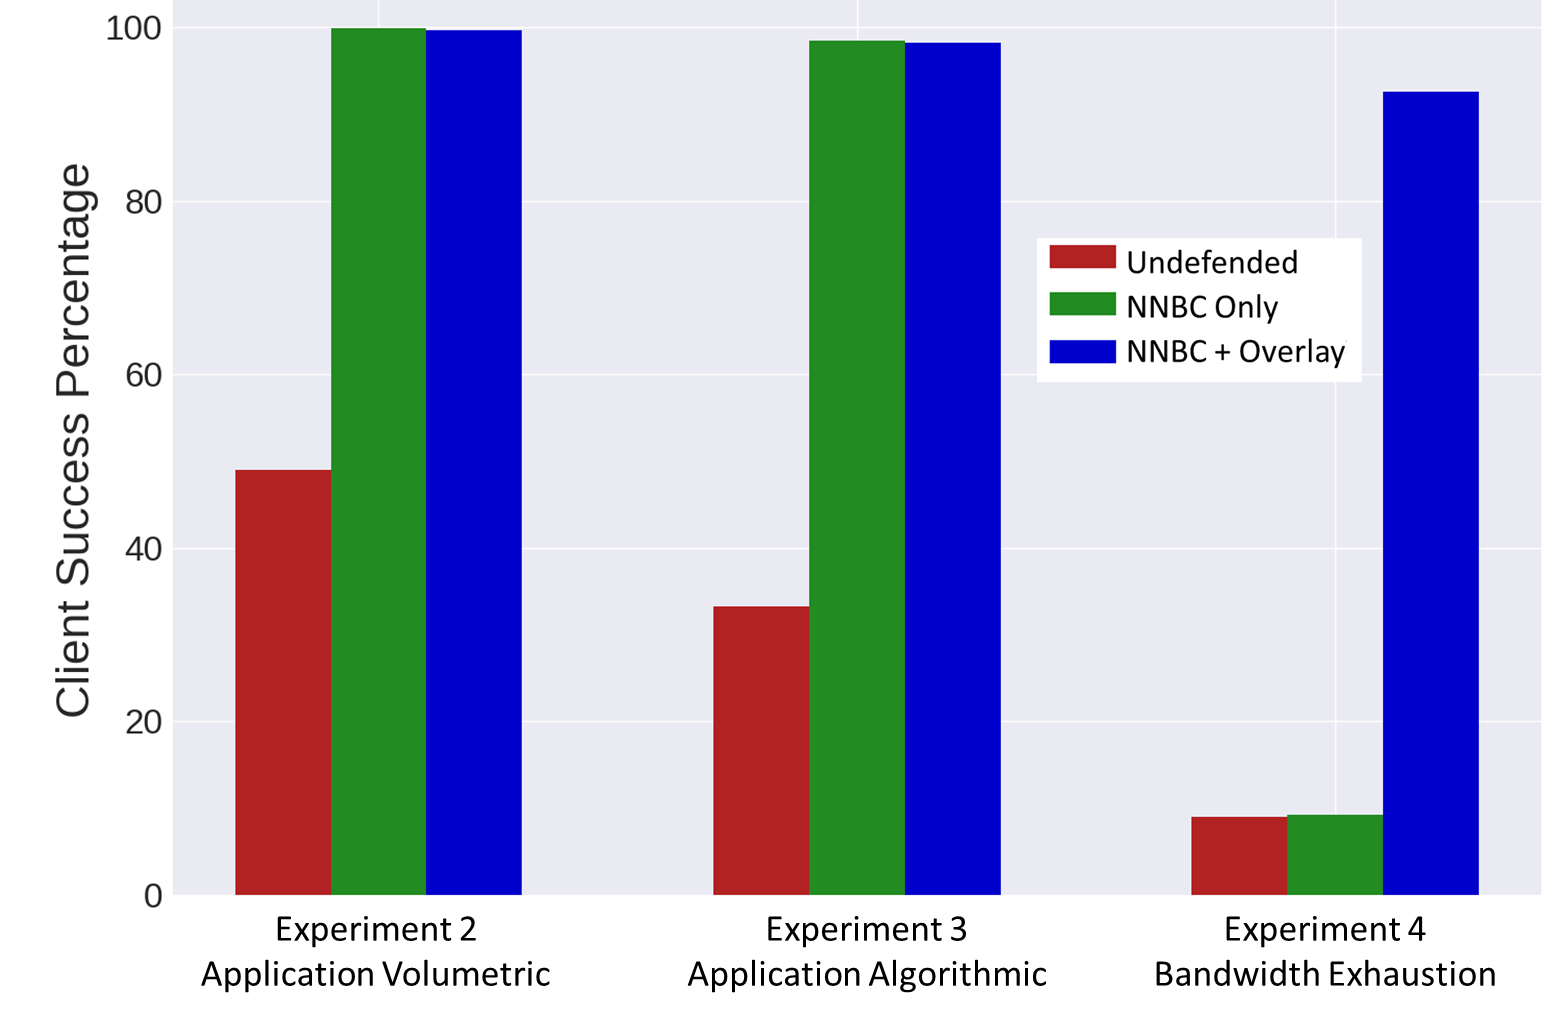 Client Success Percentage
100
80
60
40
20
0
Undefended
NNBC Only
NNBC + Overlay
Experiment 2
Application Volumetric
Experiment 3
Application Algorithmic
Experiment 4
Bandwidth Exhaustion